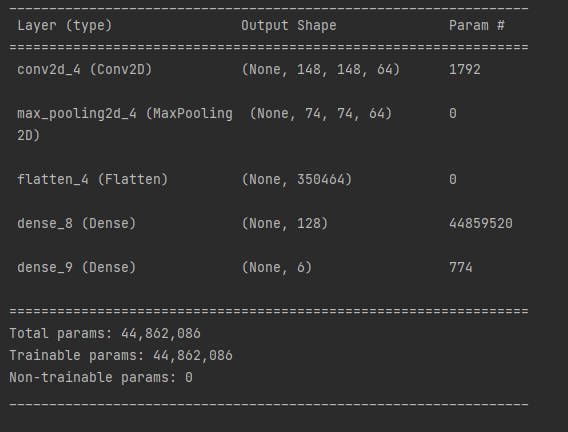 _________________________________________________________________
 Layer (type)                Output Shape              Param #
=================================================================
 conv2d_4 (Conv2D)           (None, 148, 148, 64)      1792

 max_pooling2d_4 (MaxPooling  (None, 74, 74, 64)       0
 2D)

 flatten_4 (Flatten)         (None, 350464)            0

 dense_8 (Dense)             (None, 128)               44859520

 dense_9 (Dense)             (None, 6)                 774

=================================================================
Total params: 44,862,086
Trainable params: 44,862,086
Non-trainable params: 0
_________________________________________________________________